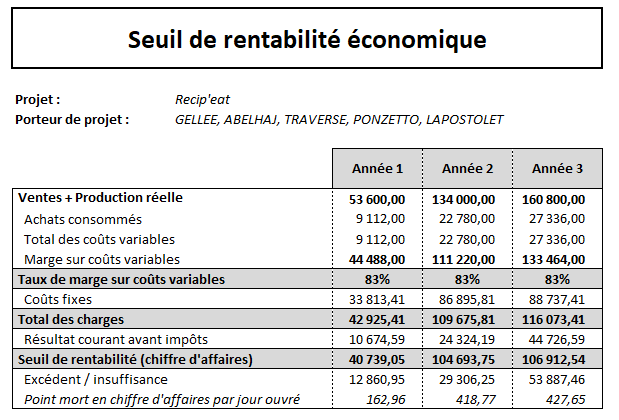 Seuil de rentabilité économique
Projet : Recip'eat
Porteur de projet : GELLEE, ABELHAJ, TRAVERSE, PONZETTO, LAPOSTOLET
Année 1 Année 2 Année 3
Ventes + Production réelle 53 600,00 134 000,00 160 800,00
Achats consommés 9 112,00 22 780,00 27 336,00
Total des coûts variables 9 112,00 22 780,00 27 336,00
Marge sur coûts variables 44 488,00 111 220,00 133 464,00
Taux de marge sur coûts variables 83% 83% 83%
Coûts fixes 33 813,41 86 895,81 88 737,41
Total des charges 42 925,41 109 675,81 116 073,41
Résultat courant avant impôts 10 674,59 24 324,19 44 726,59
Seuil de rentabilité (chiffre d'affaires) 40 739,05 104 693,75 106 912,54
Excédent / insuffisance 12 860,95 29 306,25 53 887,46
Point mort en chiffre d'affaires par jour ouvré 162,96 418,77 427,65